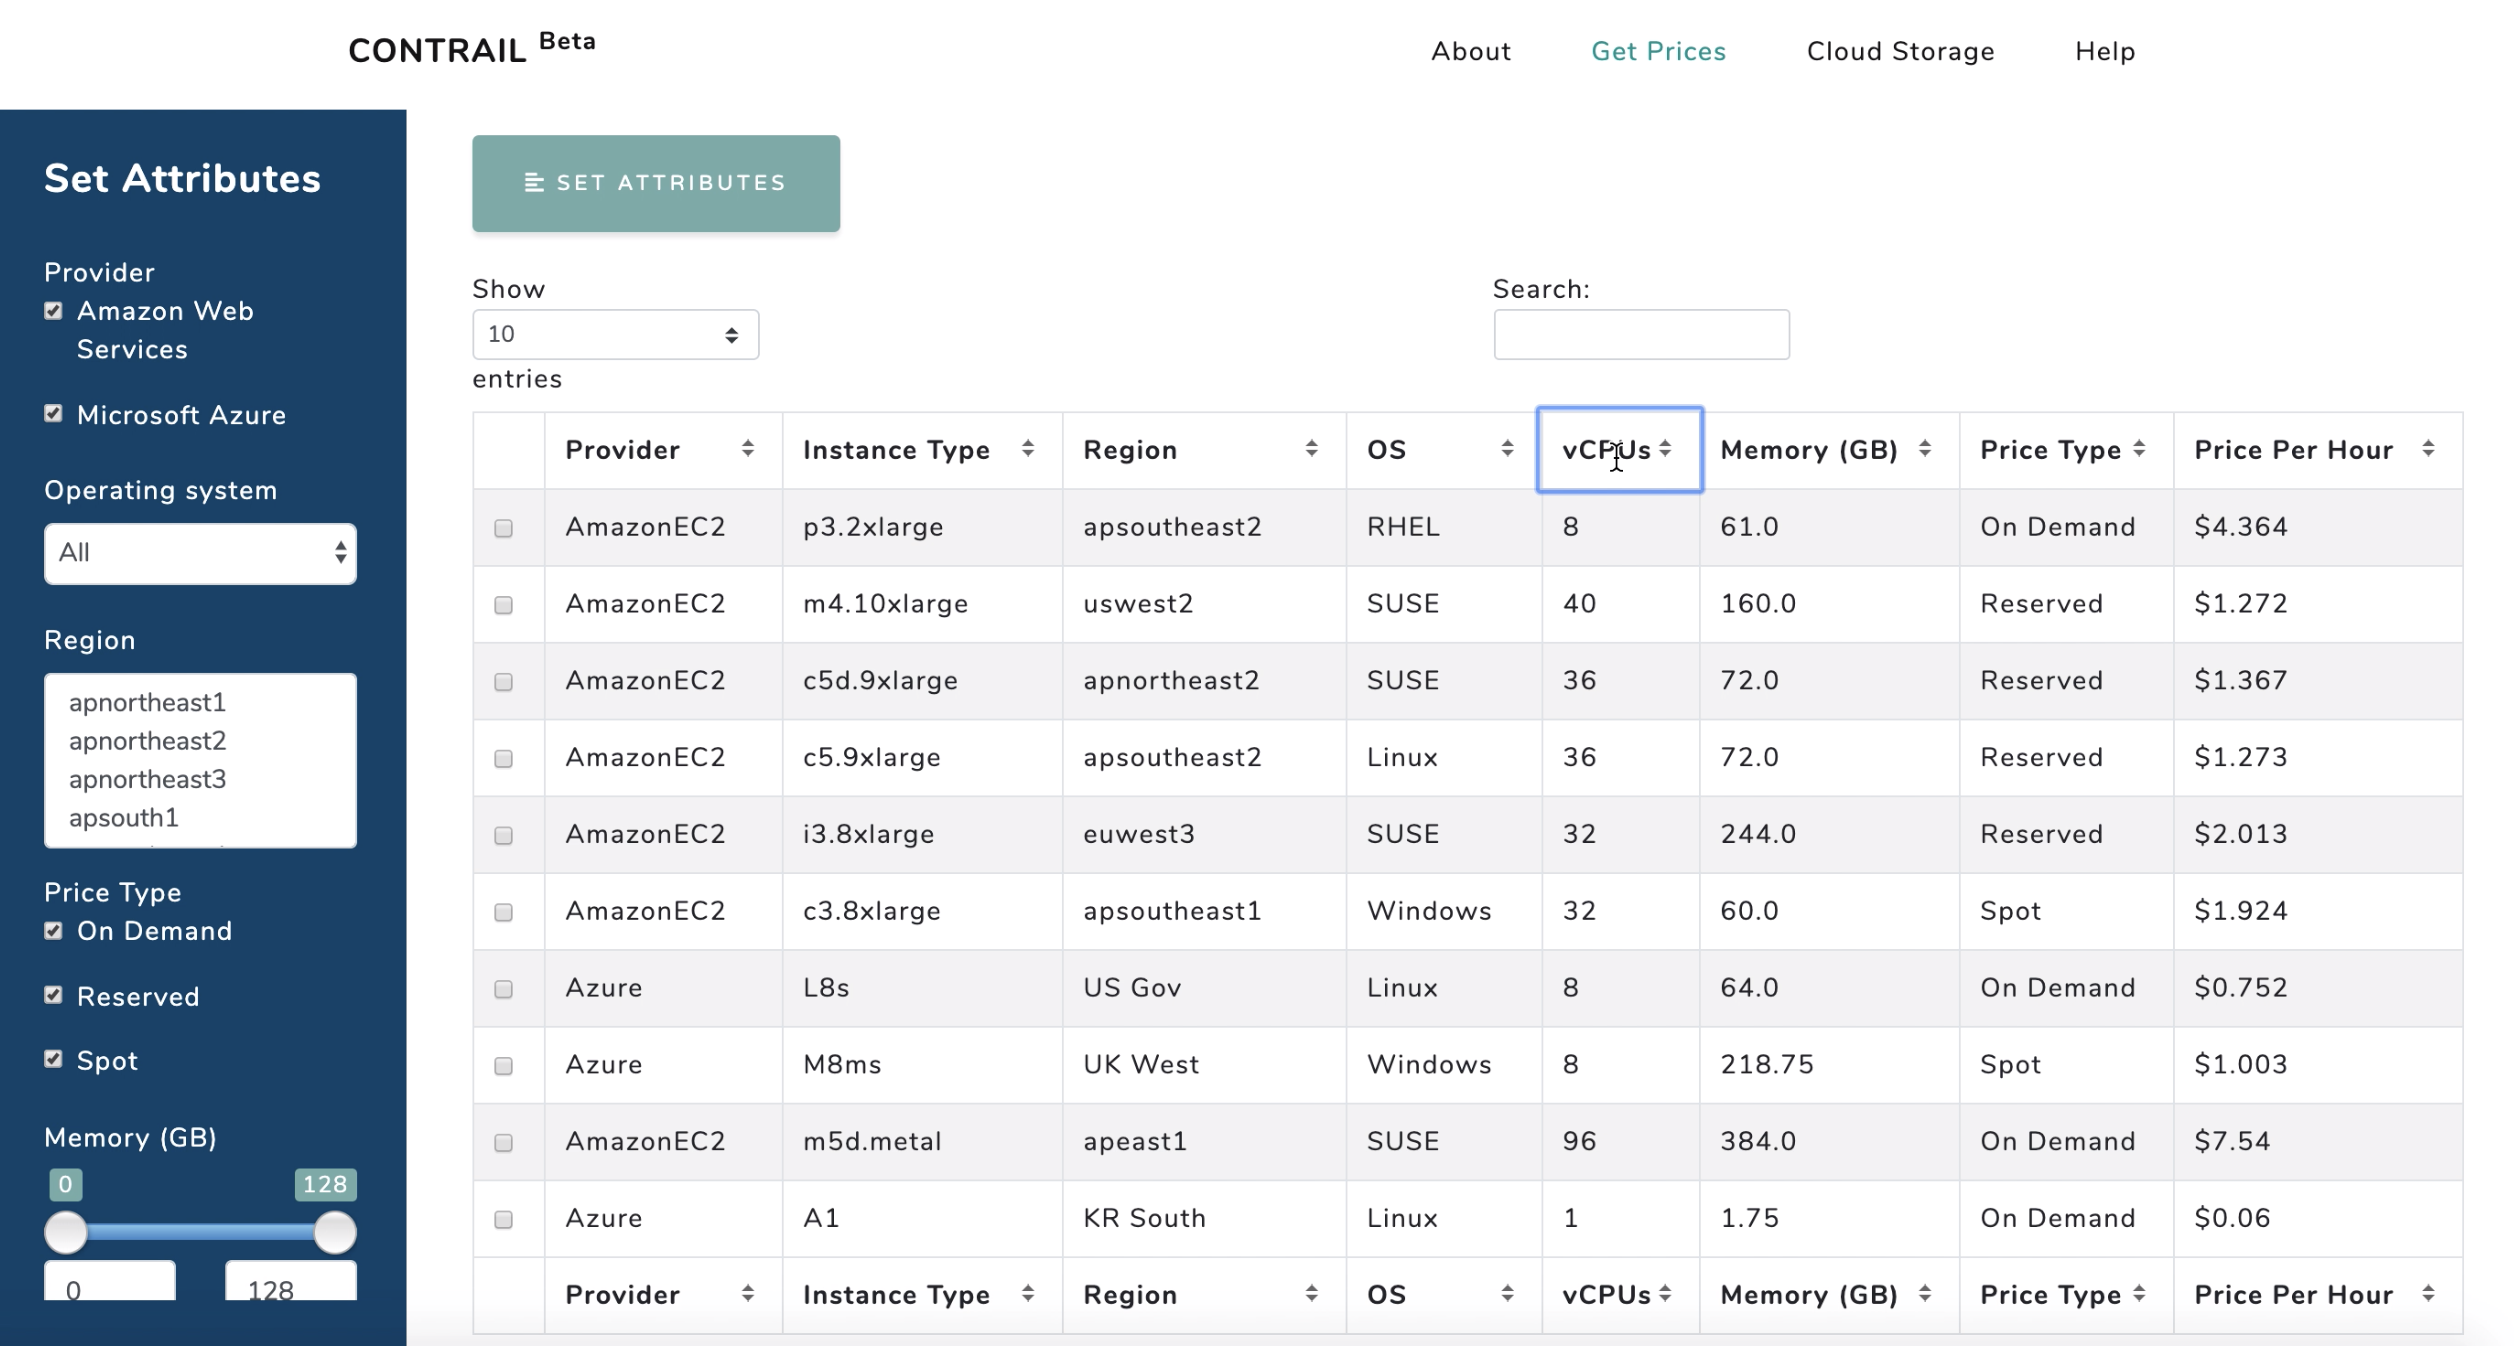 CONTRAIL Beta
About Get Prices Cloud Storage Help
Set Attributes
Provider
Amazon Web
Services
Microsoft Azure
Operating system
All
Region
apnortheast1
apnortheast2
apnortheast3
apsouth1
Price Type
On Demand
Reserved
Spot
Memory (GB)
0 128
0 128
SET ATTRIBUTES
Show
10
entries
Search:
Provider Instance Type Region OS vCPUs Memory (GB) Price Type Price Per Hour
AmazonEC2 p3.2xlarge apsoutheast2 RHEL 8 61.0 On Demand $4.364
AmazonEC2 m4.10xlarge uswest2 SUSE 40 160.0 Reserved $1.272
AmazonEC2 c5d.9xlarge apnortheast2 SUSE 36 72.0 Reserved $1.367
AmazonEC2 c5.9xlarge apsoutheast2 Linux 36 72.0 Reserved $1.273
AmazonEC2 i3.8xlarge euwest3 SUSE 32 244.0 Reserved $2.013
AmazonEC2 c3.8xlarge apsoutheast1 Windows 32 60.0 Spot $1.924
Azure L8s US Gov Linux 8 64.0 On Demand $0.752
Azure M8ms UK West Windows 8 218.75 Spot $1.003
AmazonEC2 m5d.metal apeast1 SUSE 96 384.0 On Demand $7.54
Azure A1 KR South Linux 1 1.75 On Demand $0.06
Provider Instance Type Region OS vCPUs Memory (GB) Price Type Price Per Hour